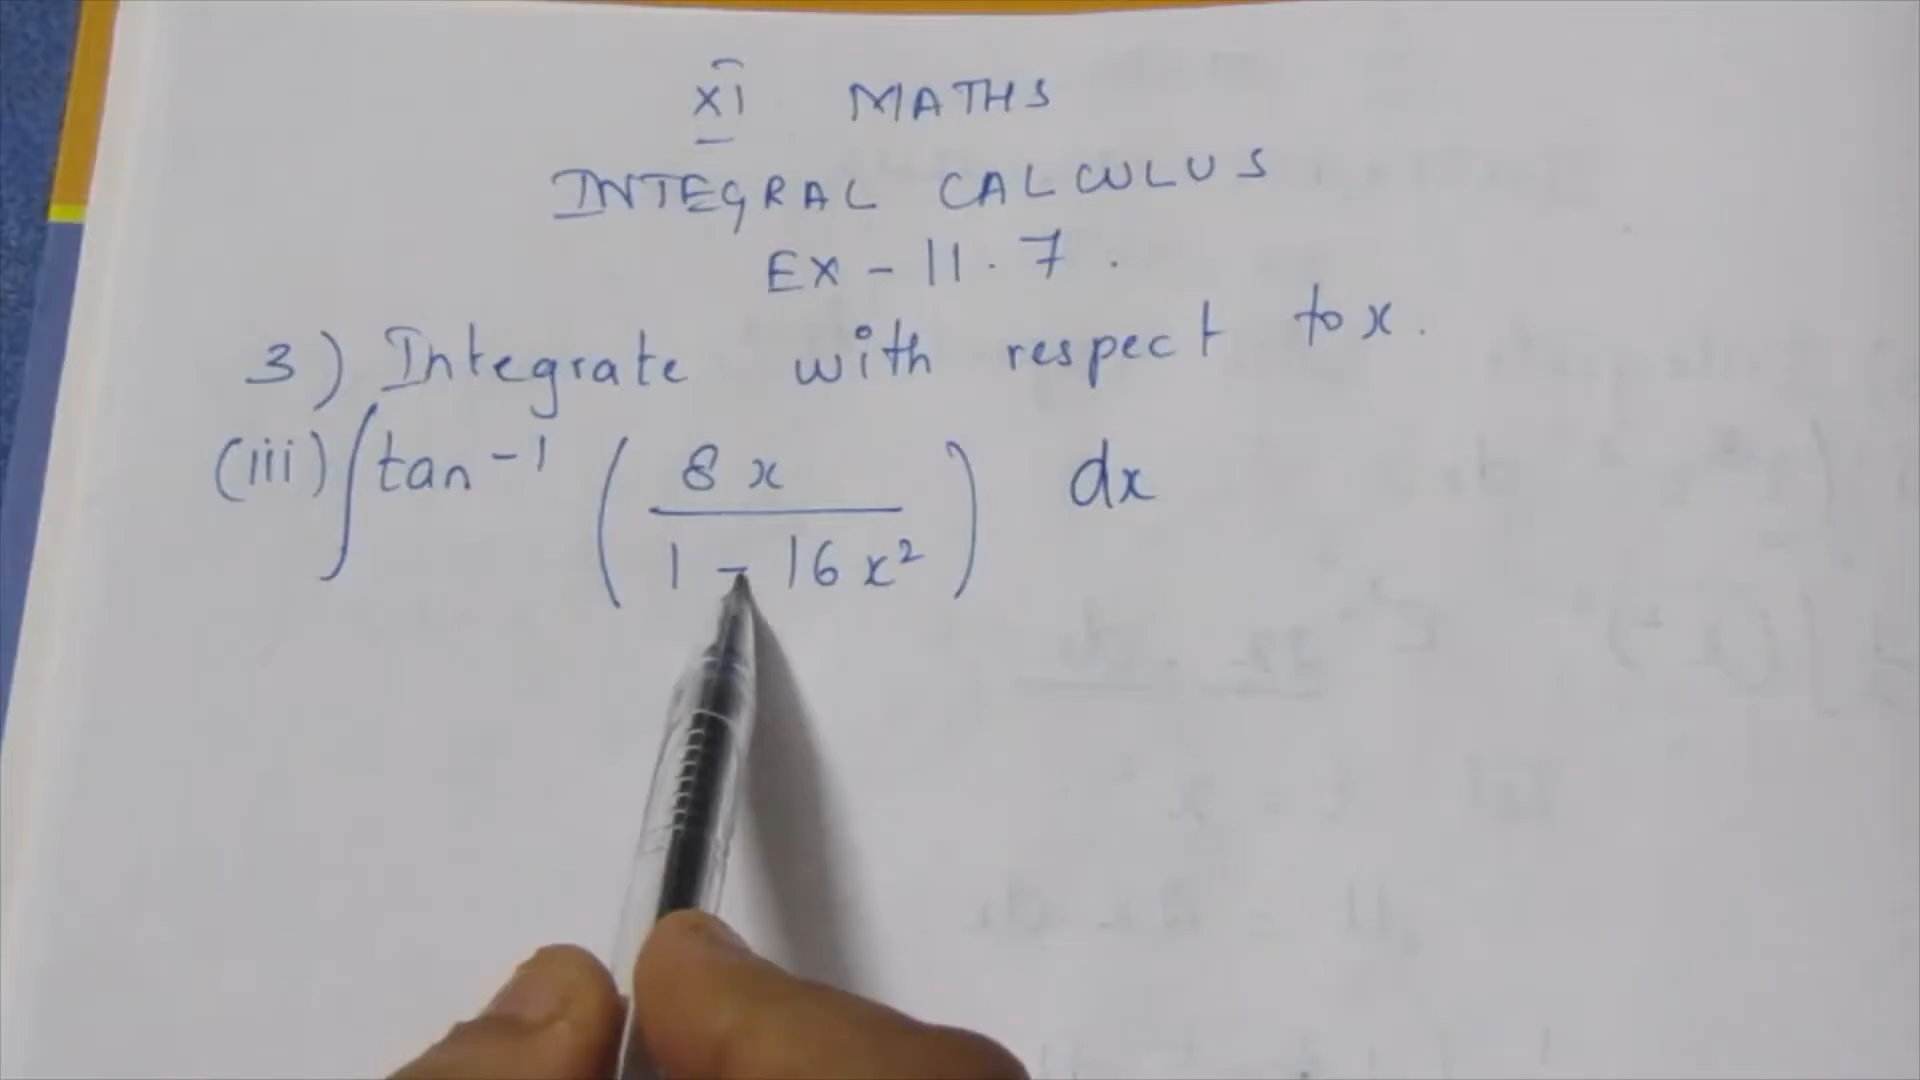 XI MATHS
INTEGRAL CALCULUS
EX - 11.7.
3) Integrate with respect to x.
(iii) ∫ tan⁻¹ (8x / 1 - 16x²) dx